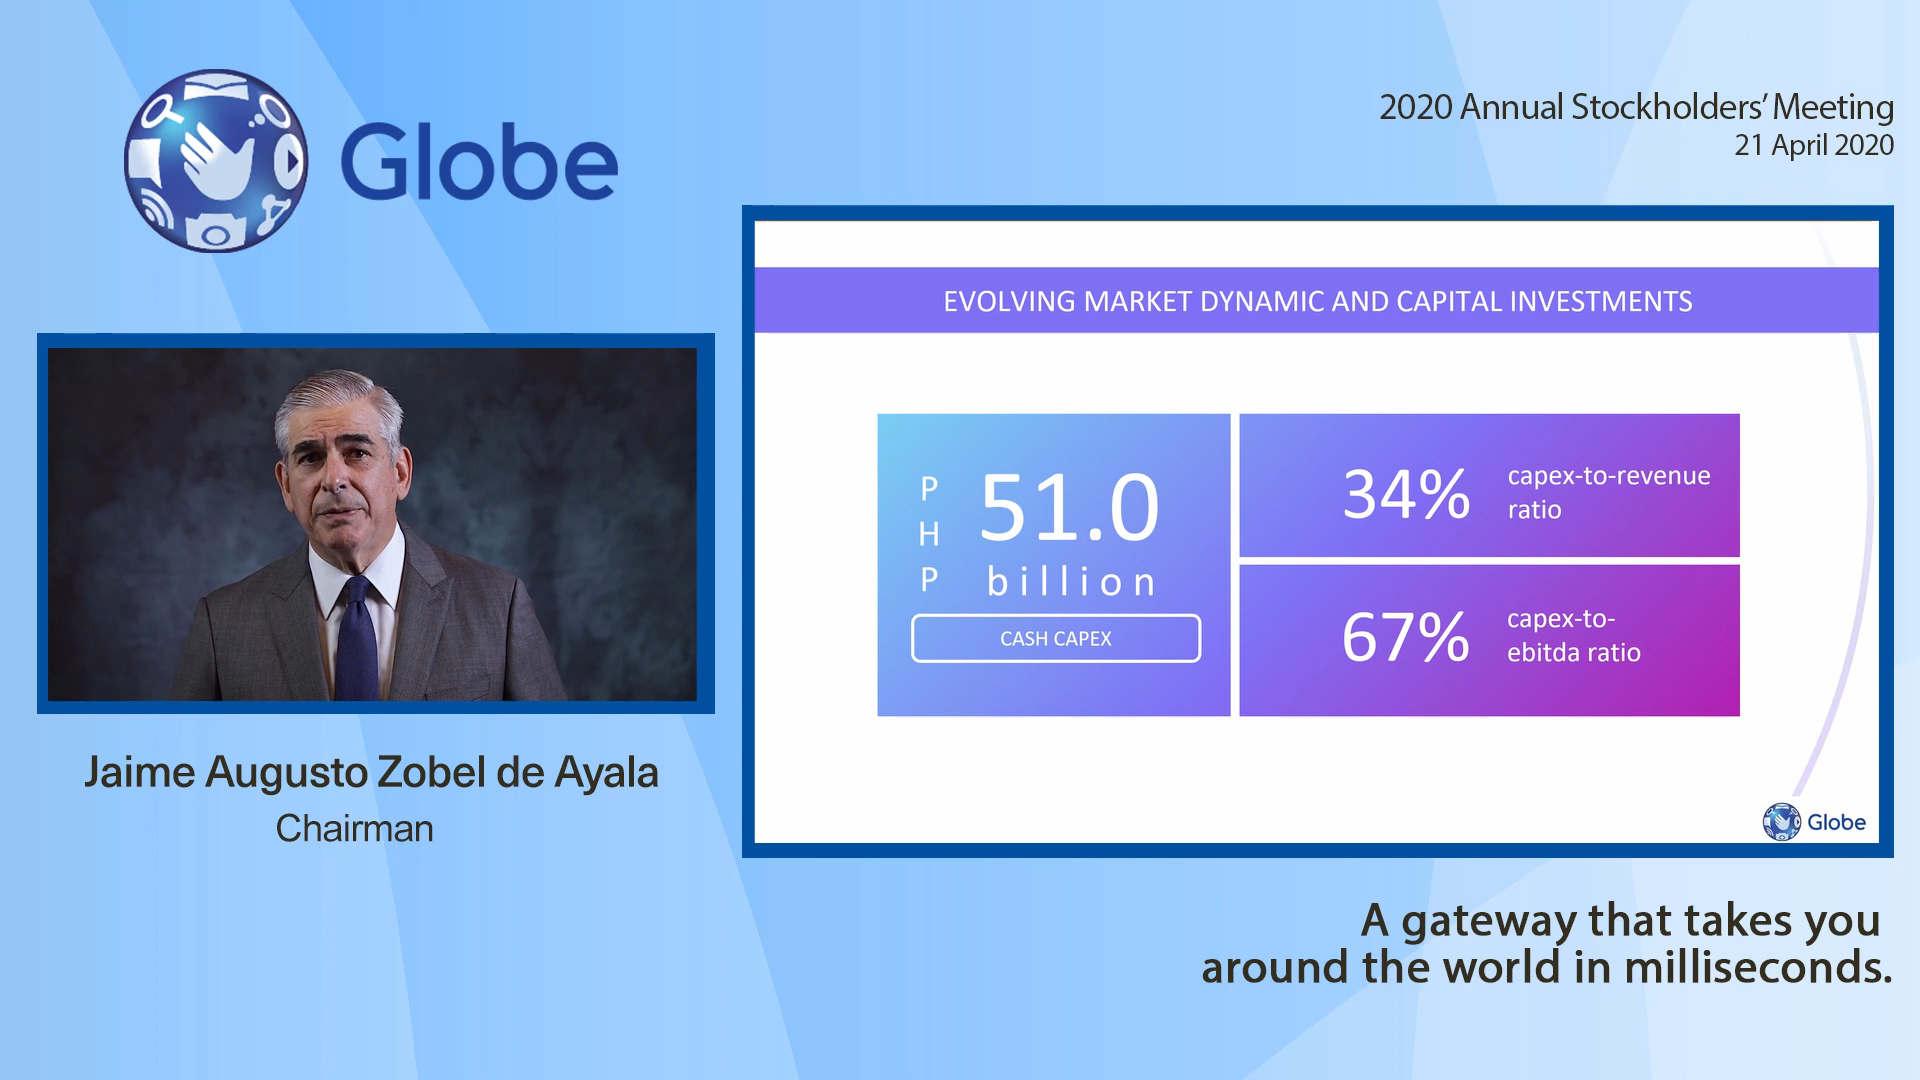 Globe
2020 Annual Stockholders' Meeting
21 April 2020
EVOLVING MARKET DYNAMIC AND CAPITAL INVESTMENTS
P
H
P
51.0
billion
CASH CAPEX
34%
capex-to-revenue
ratio
67%
capex-to-
ebitda ratio
Globe
Jaime Augusto Zobel de Ayala
Chairman
A gateway that takes you
around the world in milliseconds.